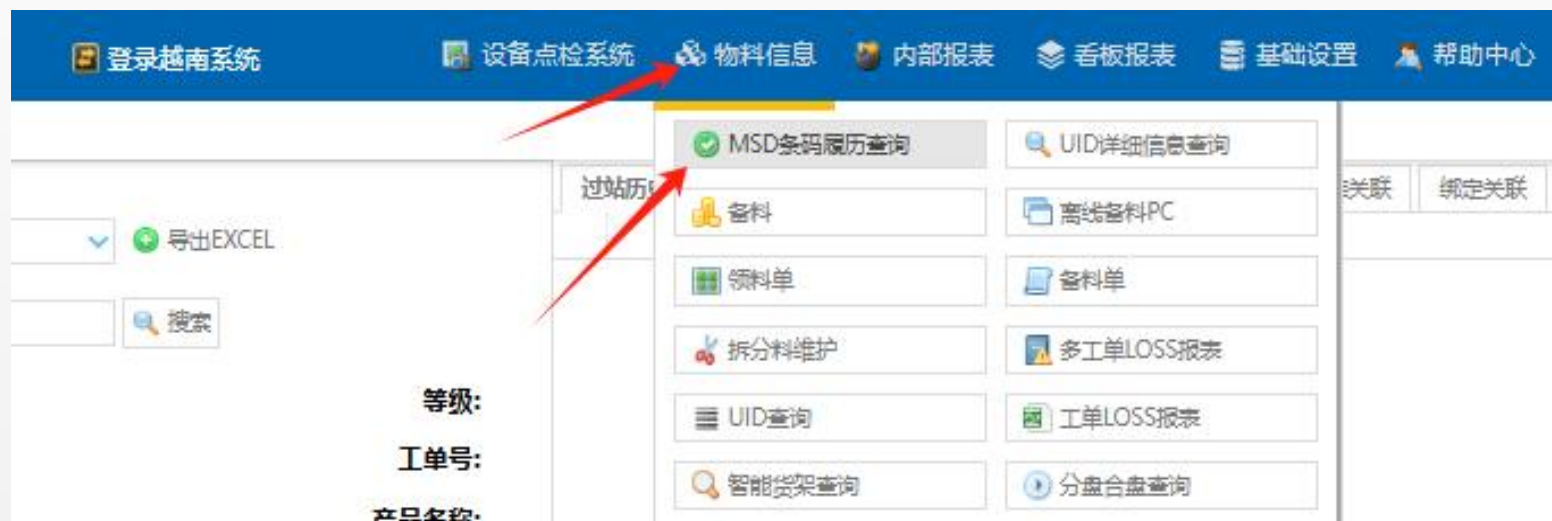 登录越南系统 设备点检系统 物料信息 内部报表 看板报表 基础设置 帮助中心
MSD条码履历查询 UID详细信息查询
过站历史 关联 绑定关联
备料 离线备料PC
导出EXCEL
领料单 备料单
搜索
拆分料维护 多工单LOSS报表
等级:
UID查询 工单LOSS报表
工单号:
智能货架查询 分盘合盘查询
产品名称: